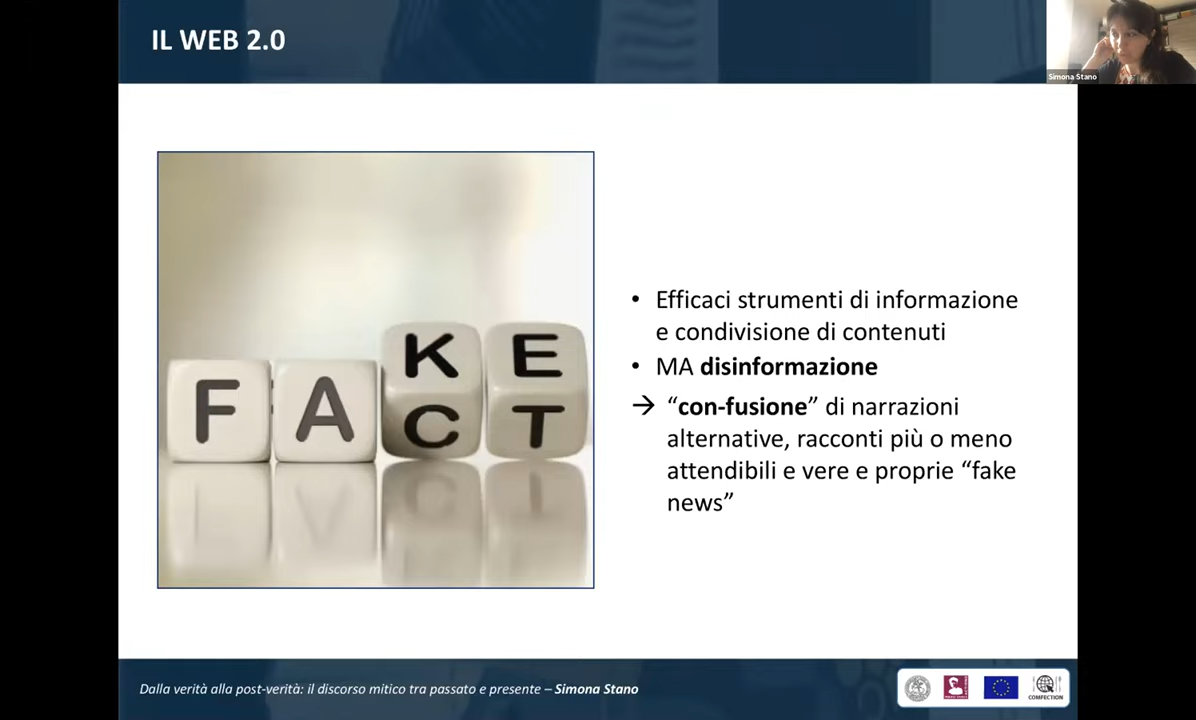 IL WEB 2.0
Simona Stano
K E
F A C T
• Efficaci strumenti di informazione
e condivisione di contenuti
• MA disinformazione
→ “con-fusione” di narrazioni
alternative, racconti più o meno
attendibili e vere e proprie “fake
news”
Dalla verità alla post-verità: il discorso mitico tra passato e presente – Simona Stano
COMFECTION